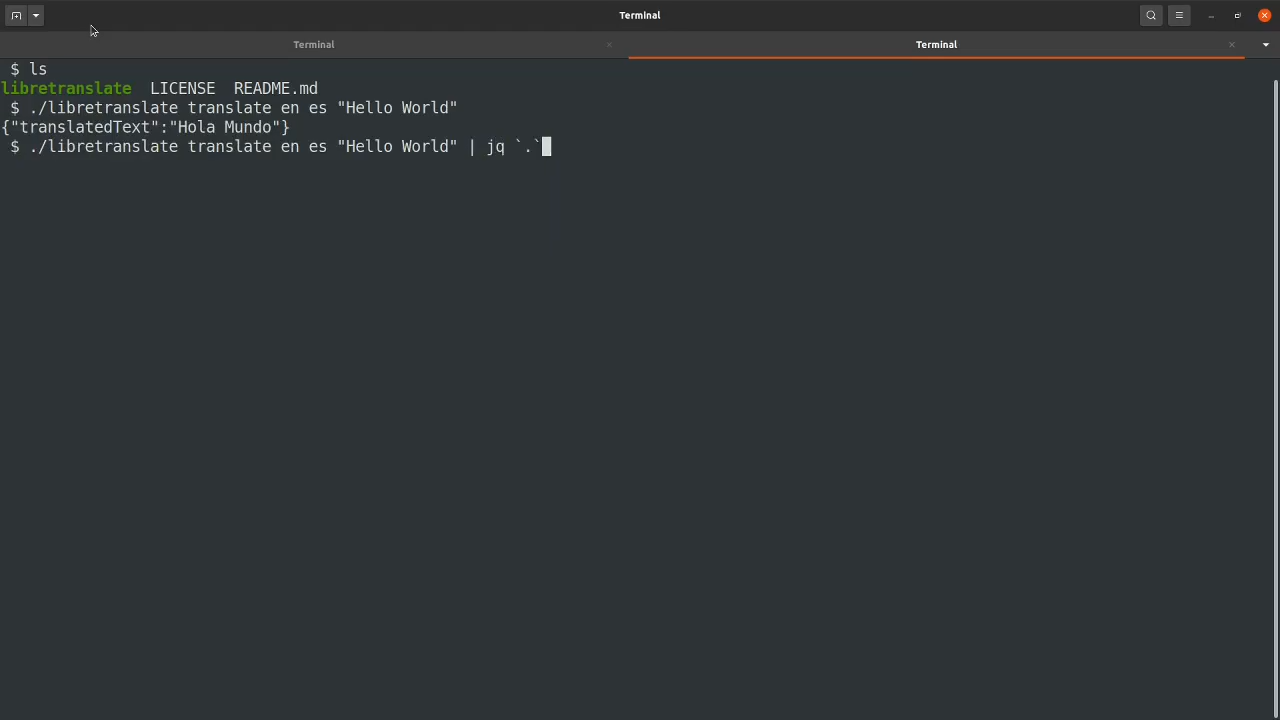 Terminal
Terminal
Terminal
$ ls
libretranslate LICENSE README.md
$ ./libretranslate translate en es "Hello World"
{"translatedText":"Hola Mundo"}
$ ./libretranslate translate en es "Hello World" | jq `.`